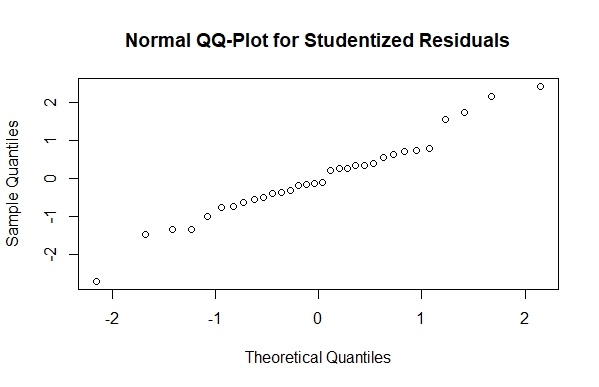 Normal QQ-Plot for Studentized Residuals
2
1
0
-1
-2
Sample Quantiles
-2 -1 0 1 2
Theoretical Quantiles